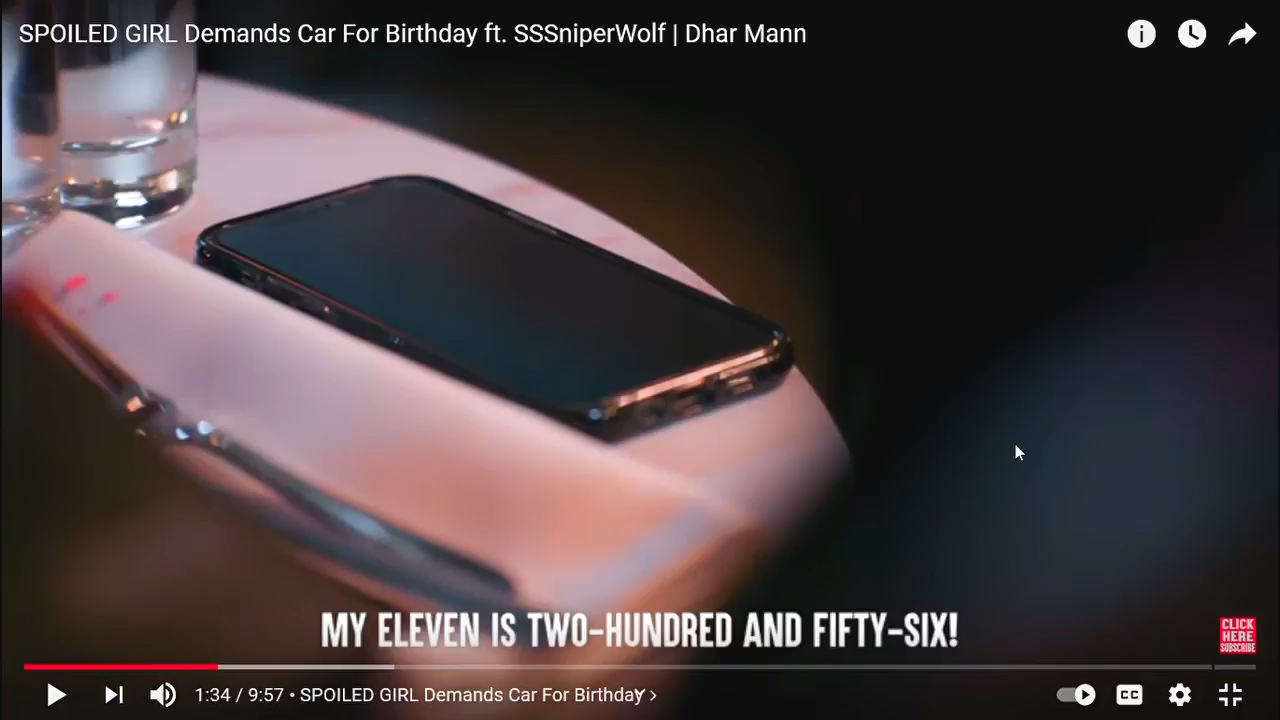 SPOILED GIRL Demands Car For Birthday ft. SSSniperWolf | Dhar Mann
MY ELEVEN IS TWO-HUNDRED AND FIFTY-SIX!
CLICK
HERE
SUBSCRIBE
1:34 / 9:57 • SPOILED GIRL Demands Car For Birthday
CC